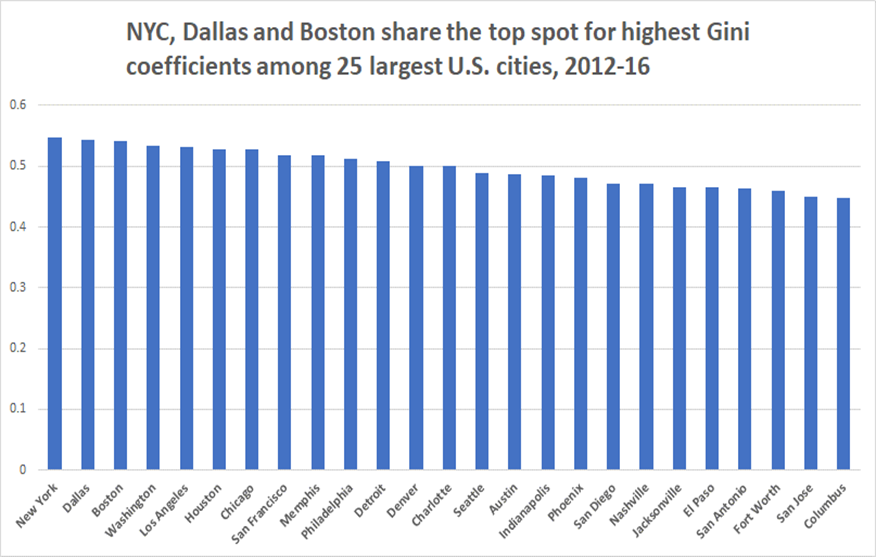 NYC, Dallas and Boston share the top spot for highest Gini
coefficients among 25 largest U.S. cities, 2012-16
0.6
0.5
0.4
0.3
0.2
0.1
0
New York
Dallas
Boston
Washington
Los Angeles
Houston
Chicago
San Francisco
Memphis
Philadelphia
Detroit
Denver
Charlotte
Seattle
Austin
Indianapolis
Phoenix
San Diego
Nashville
Jacksonville
El Paso
San Antonio
Fort Worth
San Jose
Columbus